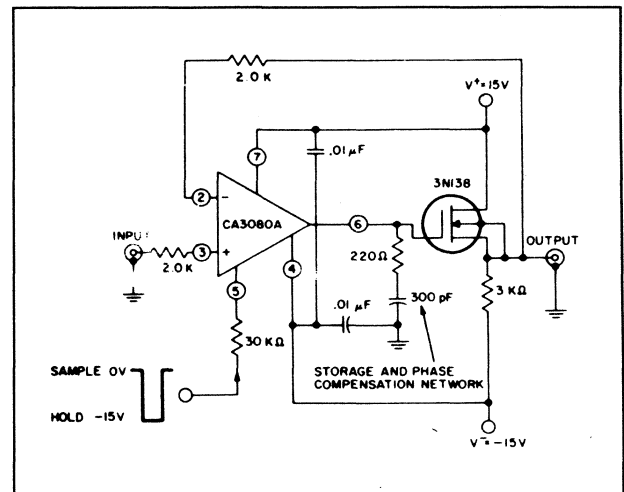 2.0 K
V+=15V
7
.01 µF
3N138
2
-
CA3080A
6
INPUT
3
+
2.0 K
OUTPUT
220Ω
4
5
300 pF
3 KΩ
.01 µF
30 KΩ
STORAGE AND PHASE
COMPENSATION NETWORK
SAMPLE 0V
HOLD -15V
V-=-15V